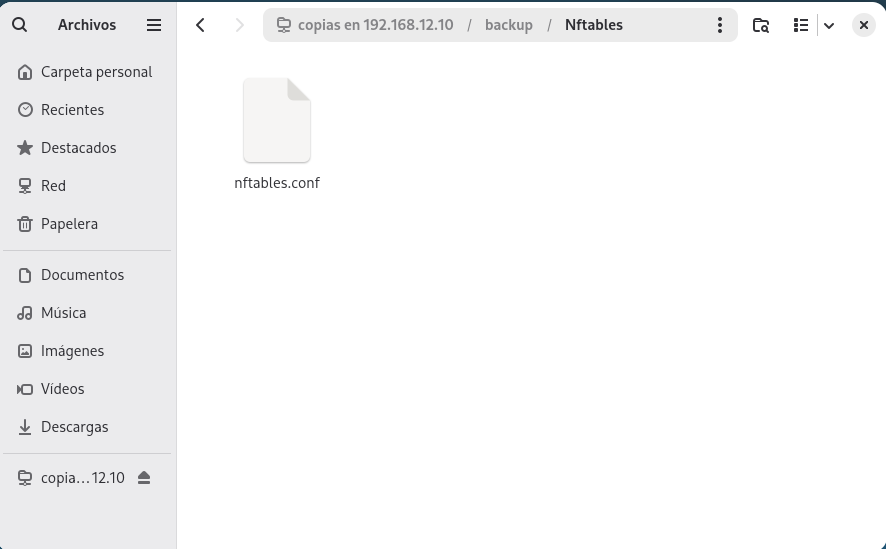 Archivos
copias en 192.168.12.10 / backup / Nftables
Carpeta personal
Recientes
Destacados
Red
Papelera
Documentos
Música
Imágenes
Vídeos
Descargas
copia…12.10
nftables.conf